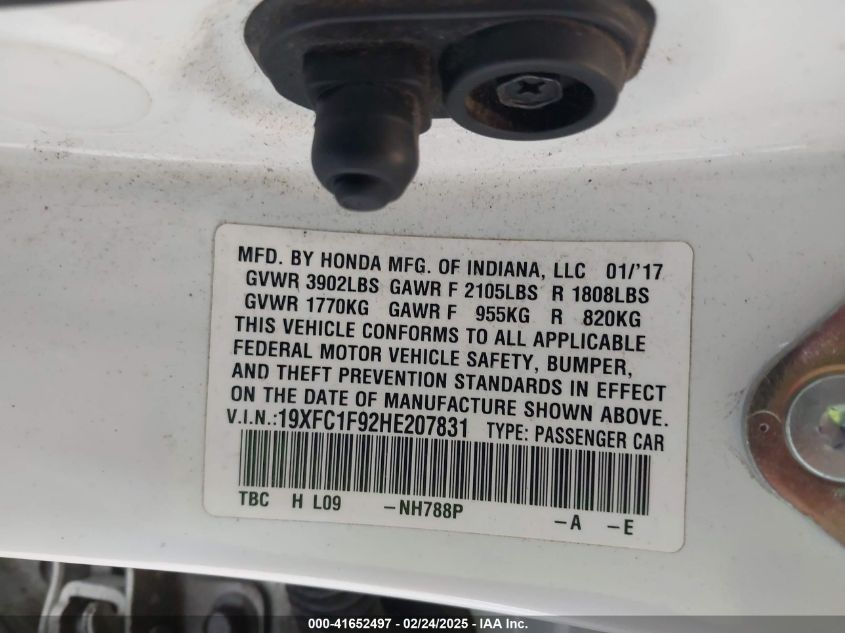 MFD. BY HONDA MFG. OF INDIANA, LLC 01/'17
GVWR 3902LBS GAWR F 2105LBS R 1808LBS
GVWR 1770KG GAWR F 955KG R 820KG
THIS VEHICLE CONFORMS TO ALL APPLICABLE
FEDERAL MOTOR VEHICLE SAFETY, BUMPER,
AND THEFT PREVENTION STANDARDS IN EFFECT
ON THE DATE OF MANUFACTURE SHOWN ABOVE.
V.I.N.:19XFC1F92HE207831 TYPE: PASSENGER CAR
TBC H L09 -NH788P -A -E
000-41652497 - 02/24/2025 - IAA Inc.